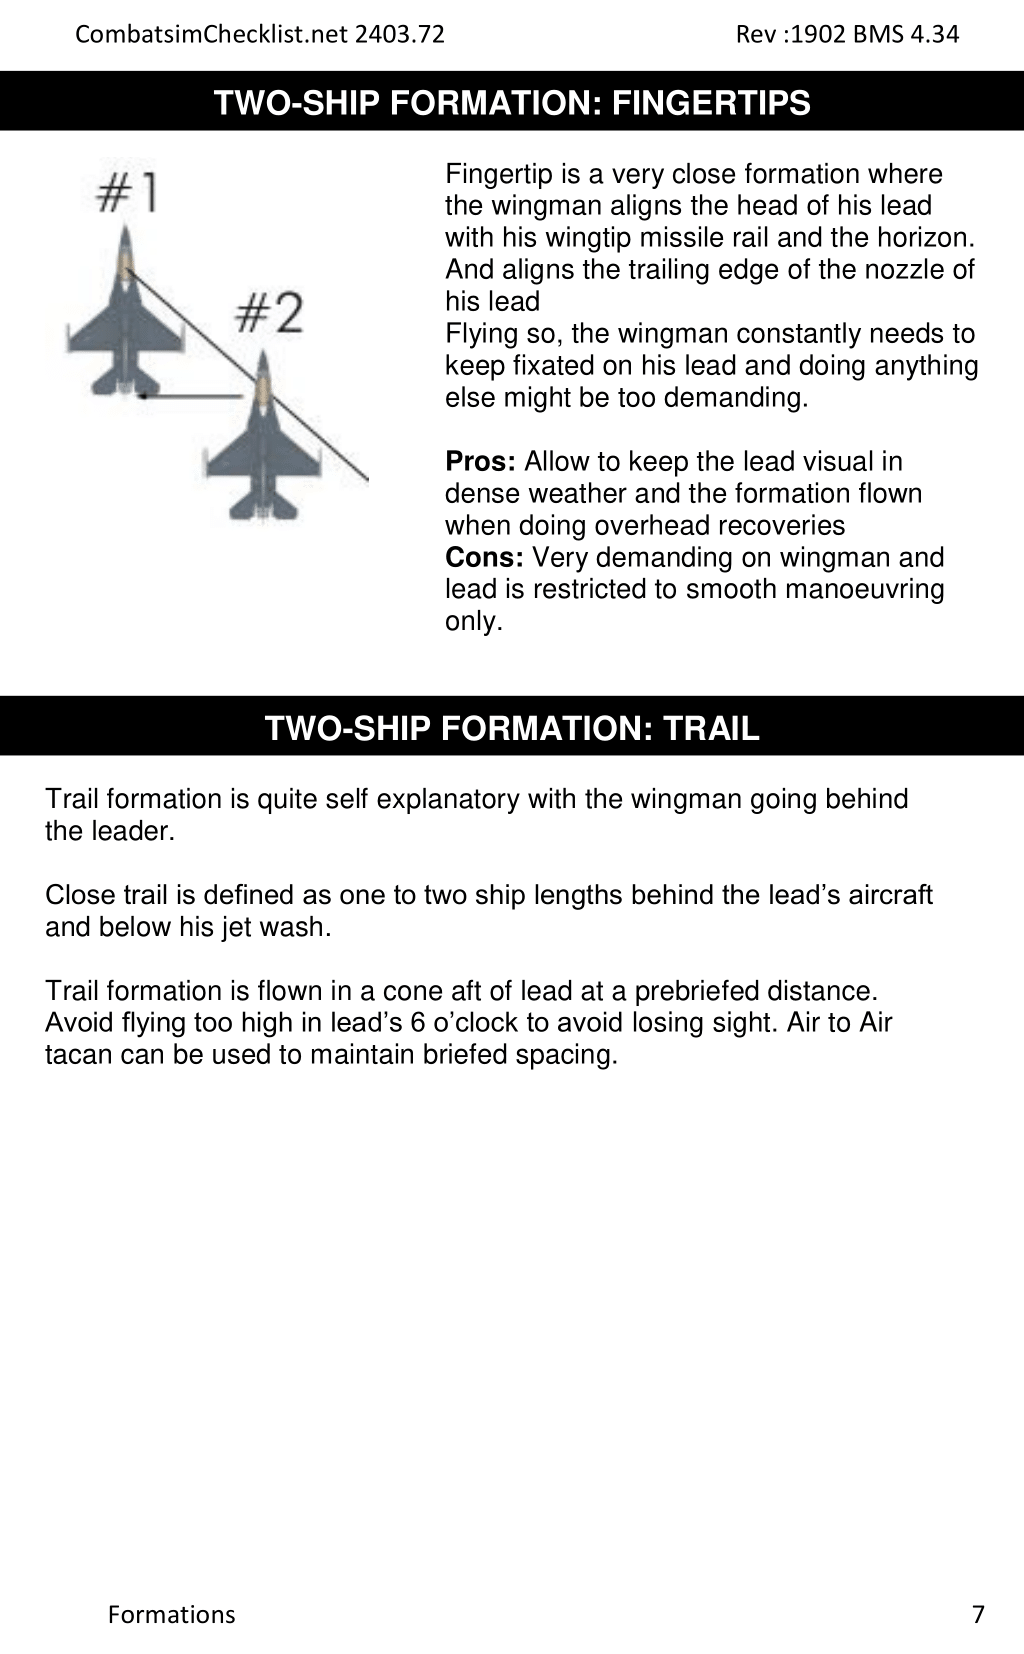 CombatsimChecklist.net 2403.72 Rev :1902 BMS 4.34
TWO-SHIP FORMATION: FINGERTIPS
#1
#2
Fingertip is a very close formation where
the wingman aligns the head of his lead
with his wingtip missile rail and the horizon.
And aligns the trailing edge of the nozzle of
his lead
Flying so, the wingman constantly needs to
keep fixated on his lead and doing anything
else might be too demanding.
Pros: Allow to keep the lead visual in
dense weather and the formation flown
when doing overhead recoveries
Cons: Very demanding on wingman and
lead is restricted to smooth manoeuvring
only.
TWO-SHIP FORMATION: TRAIL
Trail formation is quite self explanatory with the wingman going behind
the leader.
Close trail is defined as one to two ship lengths behind the lead’s aircraft
and below his jet wash.
Trail formation is flown in a cone aft of lead at a prebriefed distance.
Avoid flying too high in lead’s 6 o’clock to avoid losing sight. Air to Air
tacan can be used to maintain briefed spacing.
Formations 7